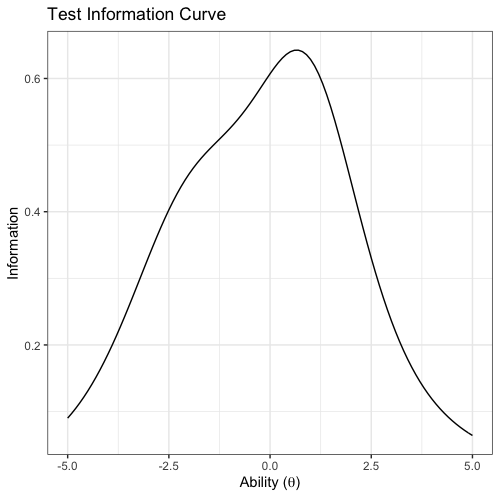 Test Information Curve
Information
0.6
0.4
0.2
-5.0 -2.5 0.0 2.5 5.0
Ability (θ)